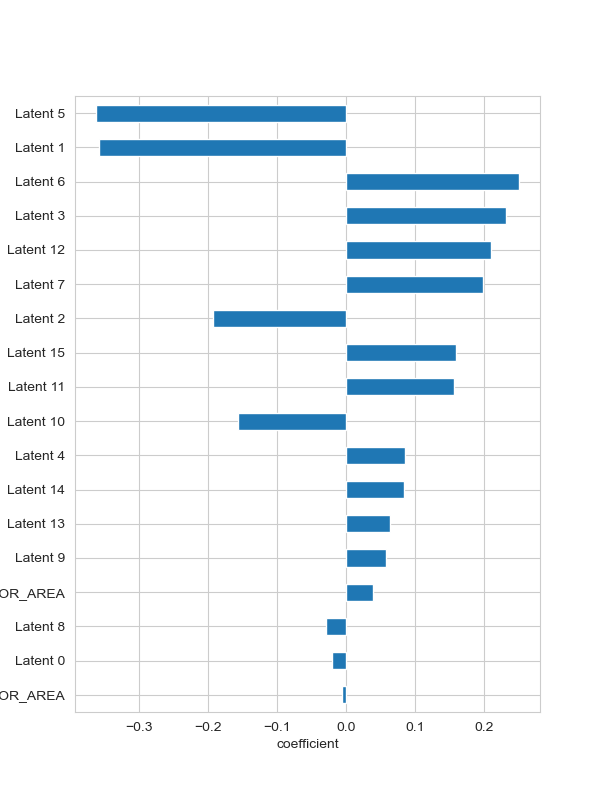 Latent 5
Latent 1
Latent 6
Latent 3
Latent 12
Latent 7
Latent 2
Latent 15
Latent 11
Latent 10
Latent 4
Latent 14
Latent 13
Latent 9
OR_AREA
Latent 8
Latent 0
OR_AREA
−0.3 −0.2 −0.1 0.0 0.1 0.2
coefficient